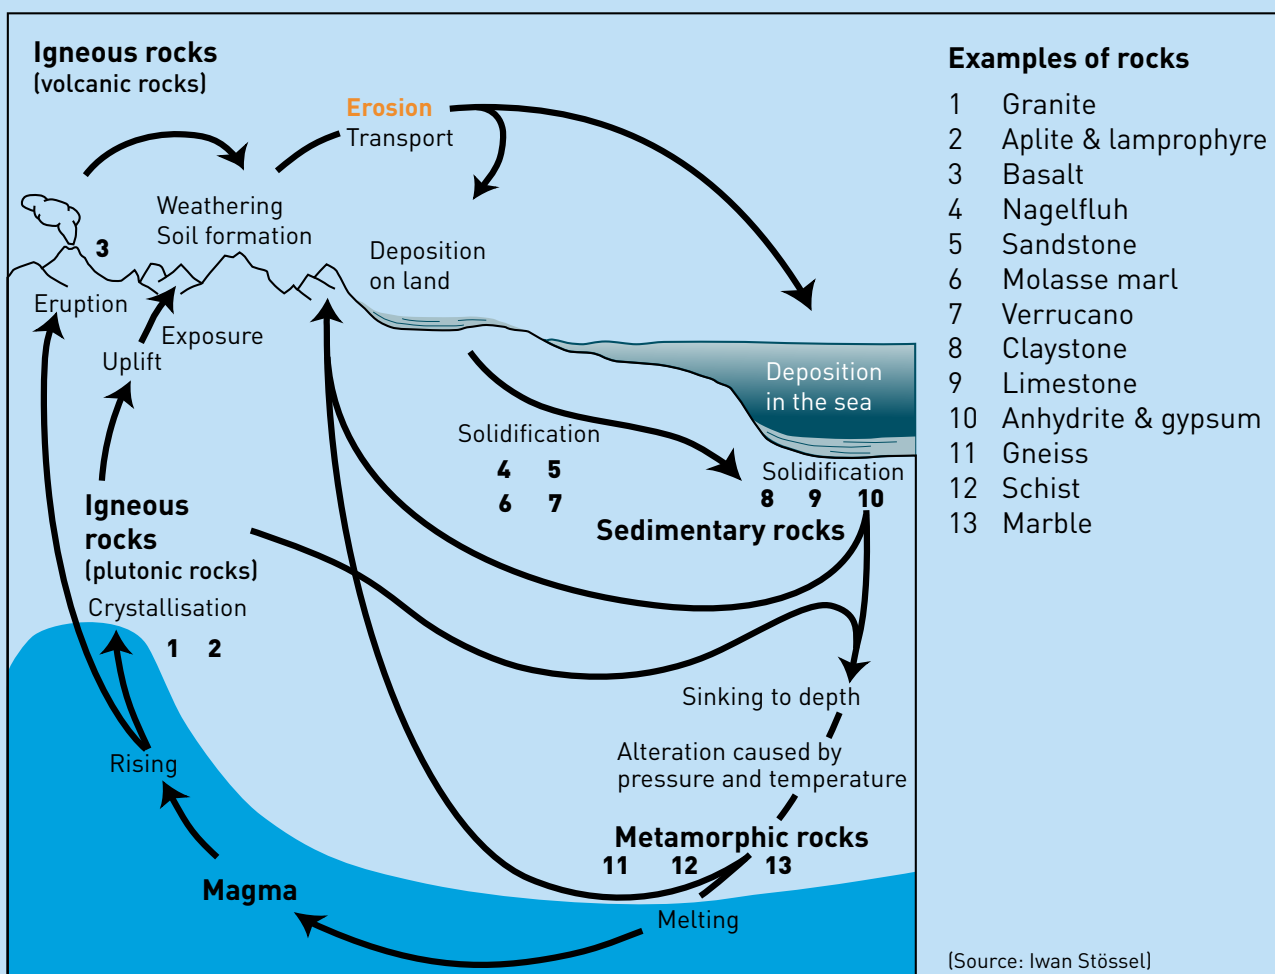 Igneous rocks
(volcanic rocks)
Erosion
Transport
Weathering
Soil formation
3
Deposition
on land
Eruption
Exposure
Uplift
Deposition
in the sea
Solidification
4 5
6 7
Solidification
8 9 10
Sedimentary rocks
Igneous
rocks
(plutonic rocks)
Crystallisation
1 2
Sinking to depth
Alteration caused by
pressure and temperature
Rising
Metamorphic rocks
11 12 13
Magma
Melting
Examples of rocks
1 Granite
2 Aplite & lamprophyre
3 Basalt
4 Nagelfluh
5 Sandstone
6 Molasse marl
7 Verrucano
8 Claystone
9 Limestone
10 Anhydrite & gypsum
11 Gneiss
12 Schist
13 Marble
(Source: Iwan Stössel)